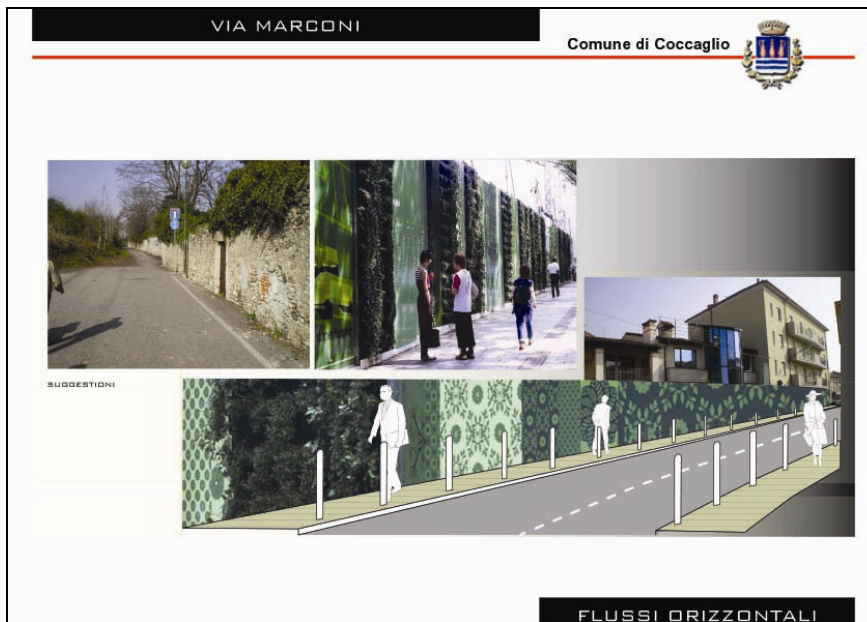 VIA MARCONI
Comune di Coccaglio
SUGGESTIONI
FLUSSI ORIZZONTALI